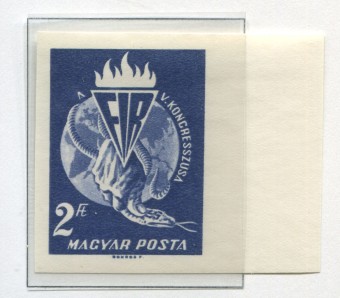 FIR
A V. KONGRESSZUSA
2 Ft
MAGYAR POSTA